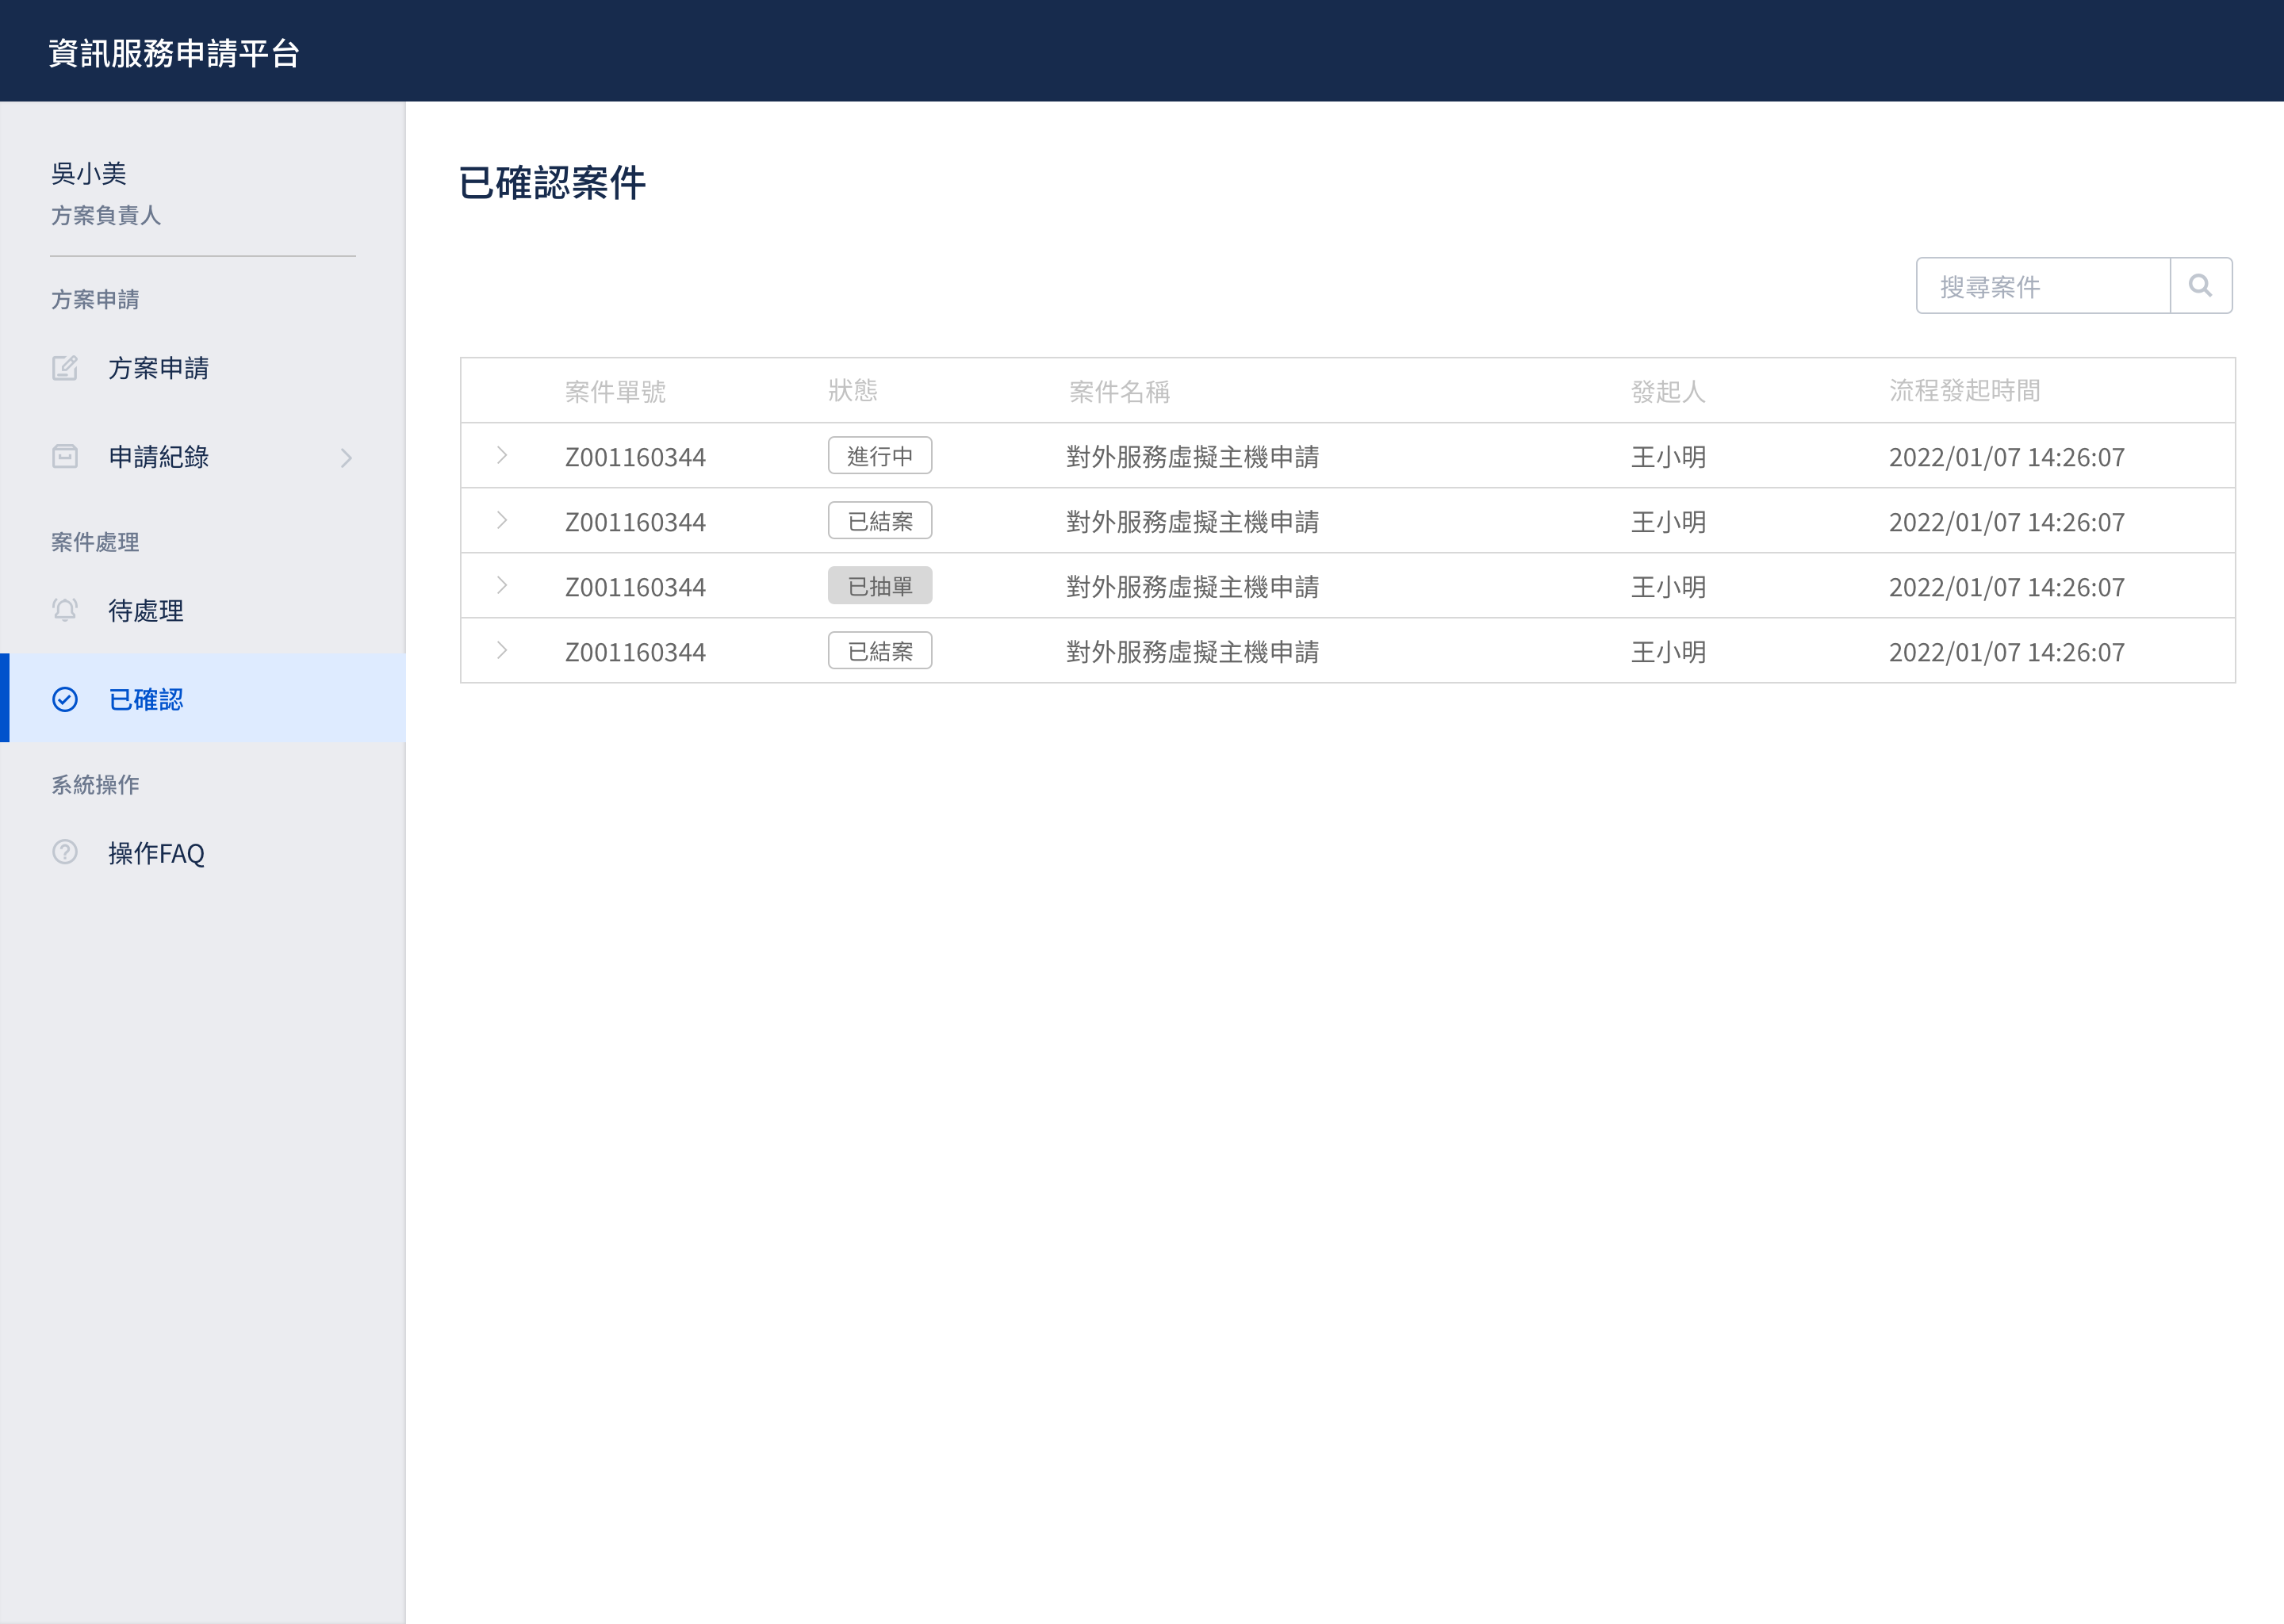 資訊服務申請平台
吳小美
方案負責人
方案申請
方案申請
申請紀錄
案件處理
待處理
已確認
系統操作
操作FAQ
已確認案件
搜尋案件
案件單號 狀態 案件名稱 發起人 流程發起時間
Z001160344 進行中 對外服務虛擬主機申請 王小明 2022/01/07 14:26:07
Z001160344 已結案 對外服務虛擬主機申請 王小明 2022/01/07 14:26:07
Z001160344 已抽單 對外服務虛擬主機申請 王小明 2022/01/07 14:26:07
Z001160344 已結案 對外服務虛擬主機申請 王小明 2022/01/07 14:26:07